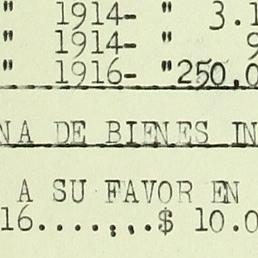 " 1914- " 3.1
" 1914- " 9
" 1916- "250.0
NA DE BIENES IN
A SU FAVOR EN
16.......$ 10.0